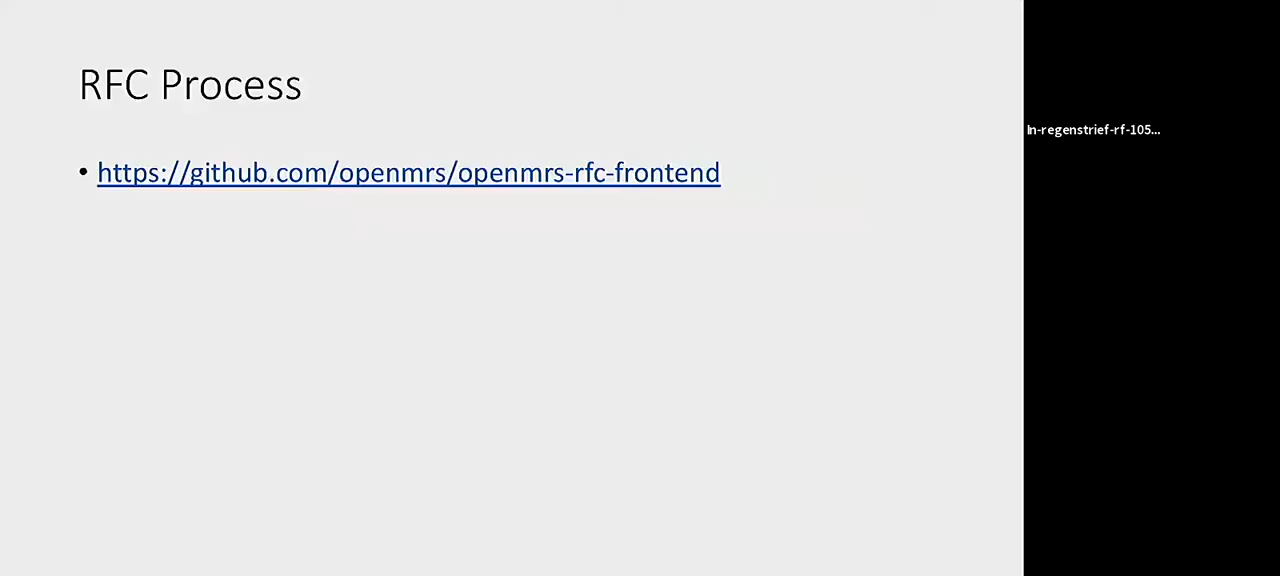 RFC Process
• https://github.com/openmrs/openmrs-rfc-frontend
In-regenstrief-rf-105...